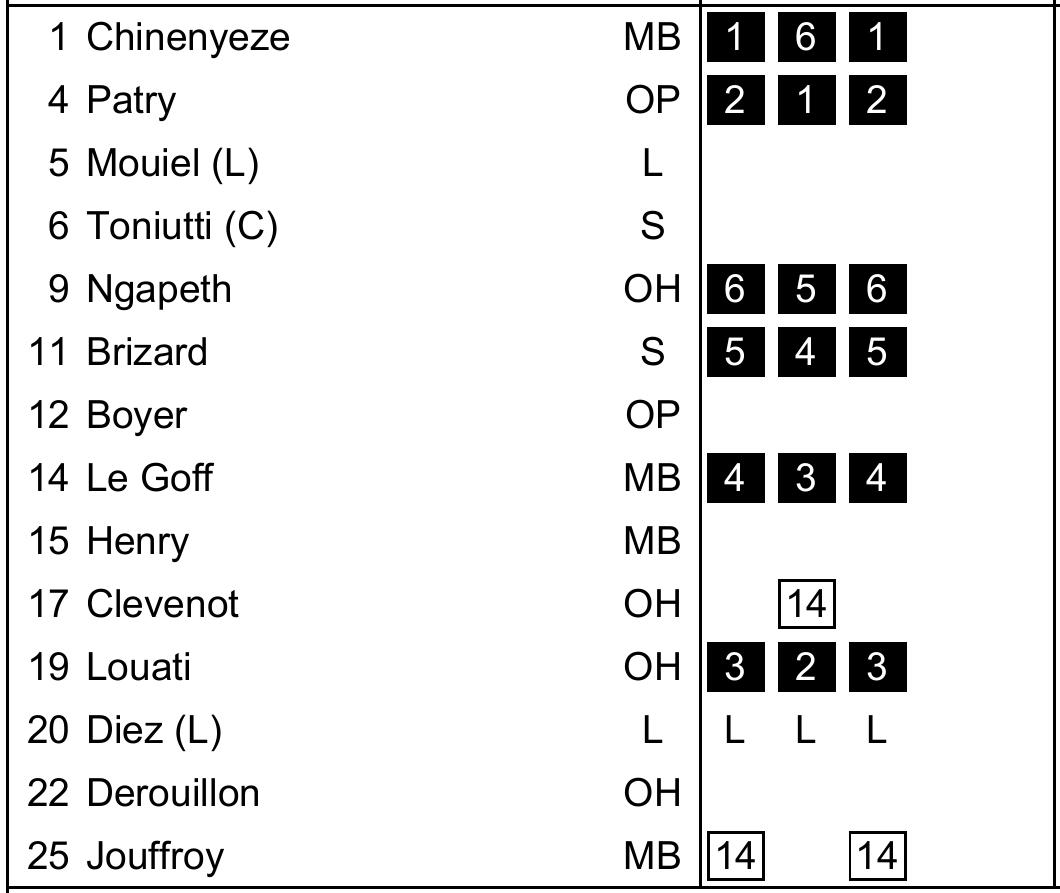 1 Chinenyeze MB 1 6 1
4 Patry OP 2 1 2
5 Mouiel (L) L
6 Toniutti (C) S
9 Ngapeth OH 6 5 6
11 Brizard S 5 4 5
12 Boyer OP
14 Le Goff MB 4 3 4
15 Henry MB
17 Clevenot OH 14
19 Louati OH 3 2 3
20 Diez (L) L L L L
22 Derouillon OH
25 Jouffroy MB 14 14